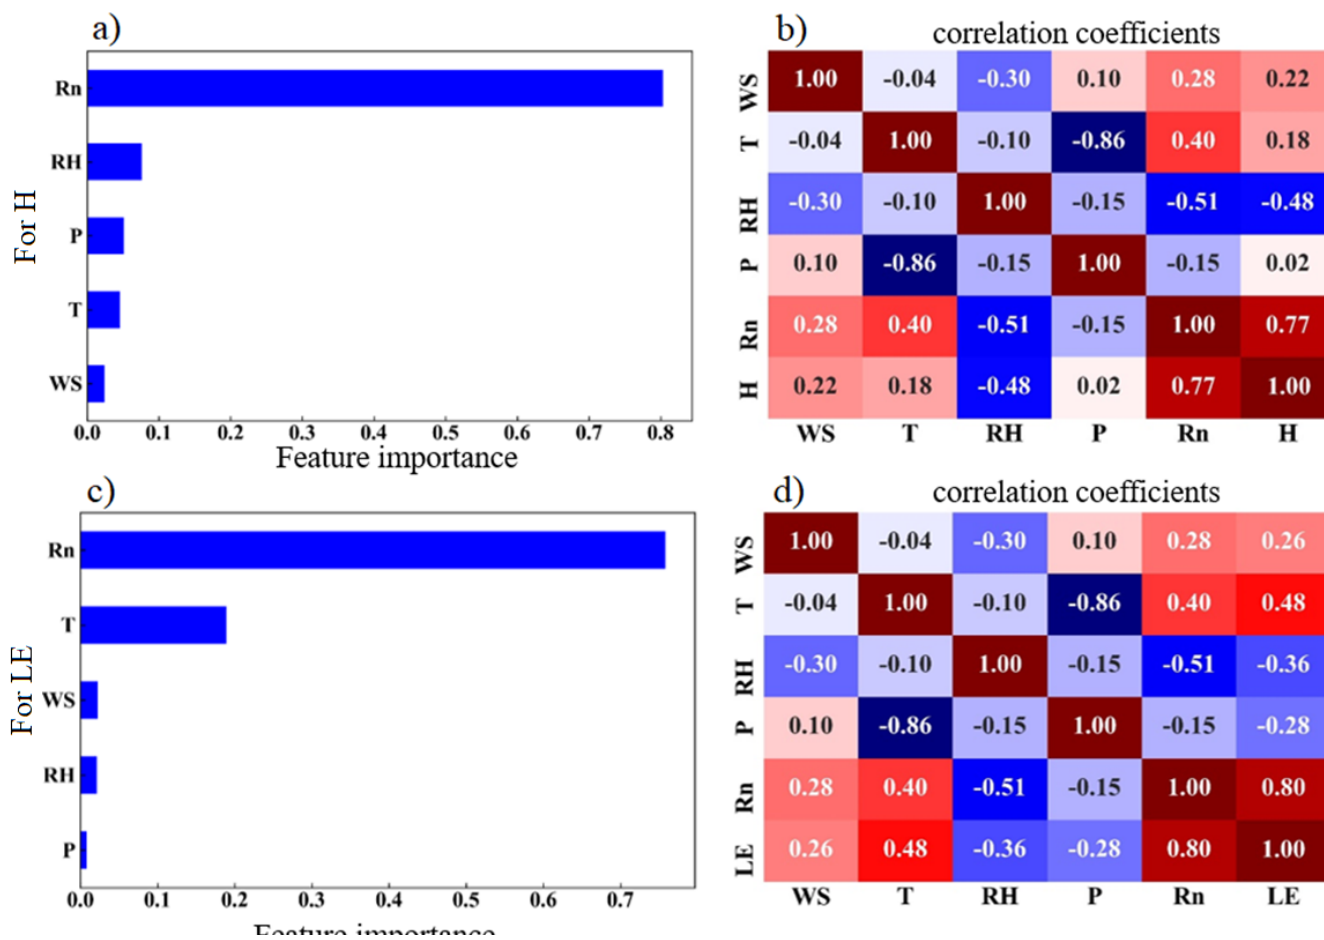 a)
For H
Rn
RH
P
T
WS
0.0 0.1 0.2 0.3 0.4 0.5 0.6 0.7 0.8
Feature importance
b)
correlation coefficients
WS 1.00 -0.04 -0.30 0.10 0.28 0.22
T -0.04 1.00 -0.10 -0.86 0.40 0.18
RH -0.30 -0.10 1.00 -0.15 -0.51 -0.48
P 0.10 -0.86 -0.15 1.00 -0.15 0.02
Rn 0.28 0.40 -0.51 -0.15 1.00 0.77
H 0.22 0.18 -0.48 0.02 0.77 1.00
WS T RH P Rn H
c)
For LE
Rn
T
WS
RH
P
0.0 0.1 0.2 0.3 0.4 0.5 0.6 0.7
Feature importance
d)
correlation coefficients
WS 1.00 -0.04 -0.30 0.10 0.28 0.26
T -0.04 1.00 -0.10 -0.86 0.40 0.48
RH -0.30 -0.10 1.00 -0.15 -0.51 -0.36
P 0.10 -0.86 -0.15 1.00 -0.15 -0.28
Rn 0.28 0.40 -0.51 -0.15 1.00 0.80
LE 0.26 0.48 -0.36 -0.28 0.80 1.00
WS T RH P Rn LE